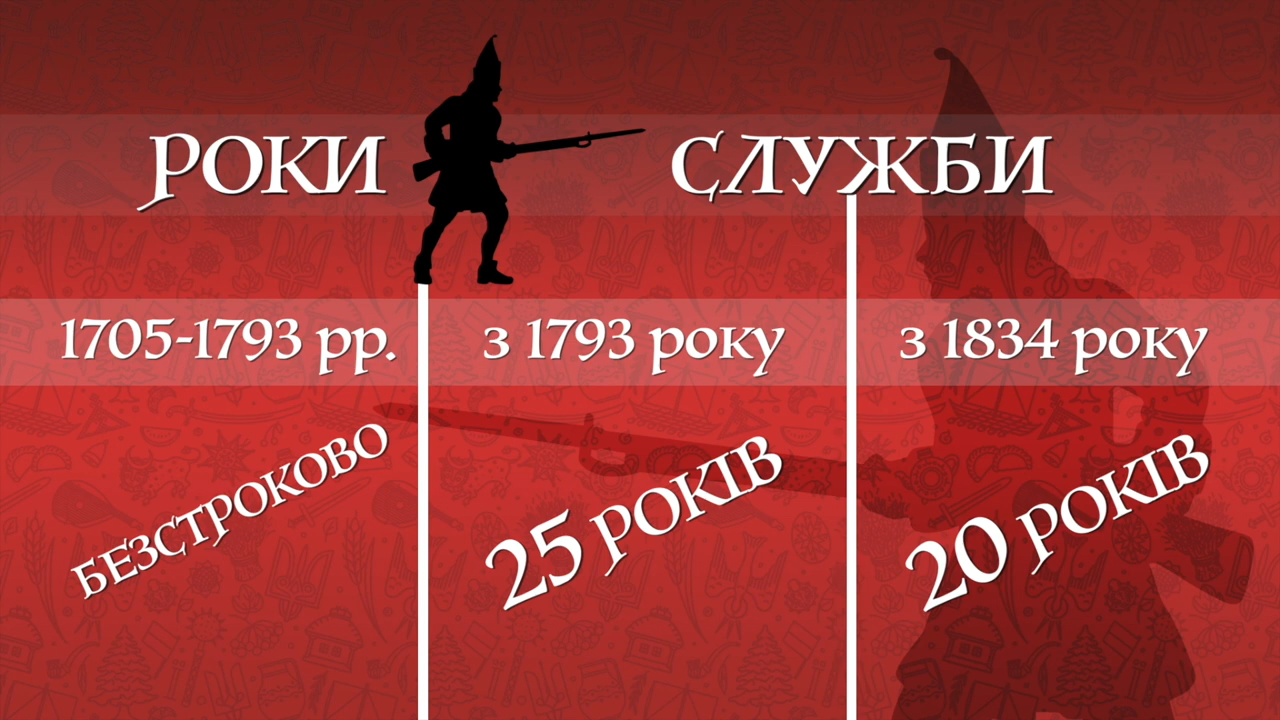 РОКИ СЛУЖБИ
1705-1793 рр.
з 1793 року
з 1834 року
БЕЗСТРОКОВО
25 РОКІВ
20 РОКІВ